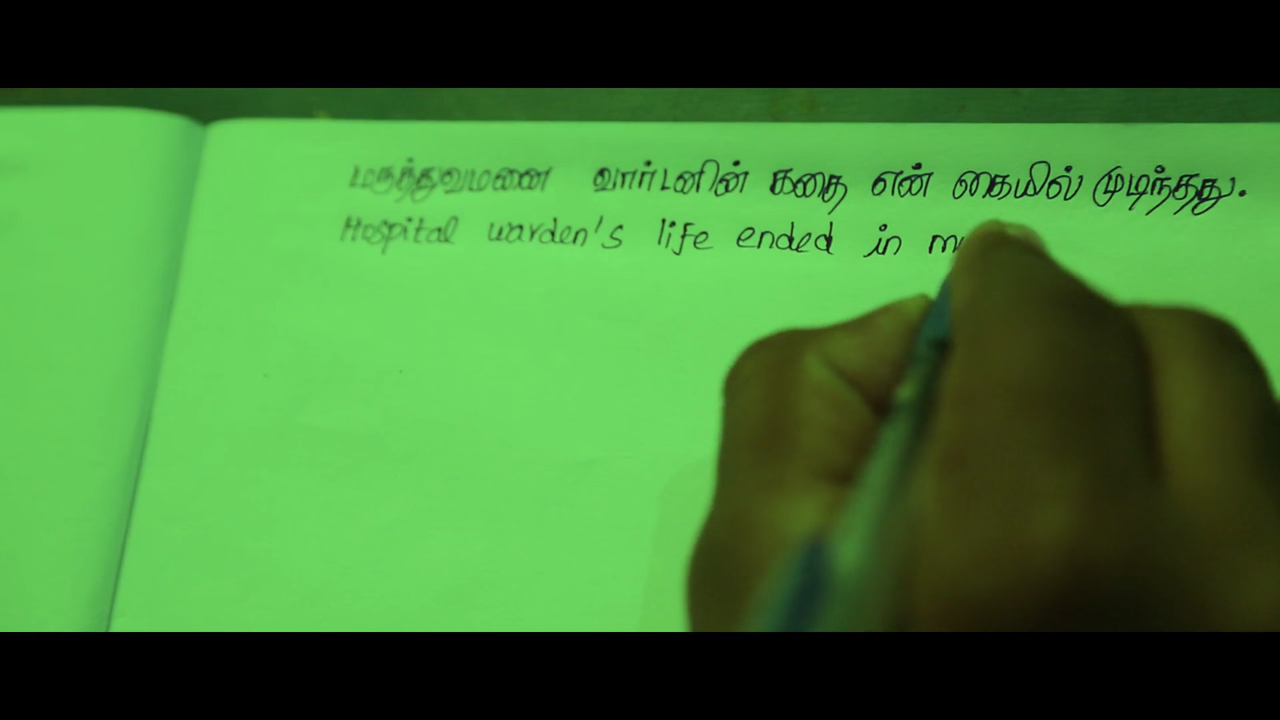 மருத்துவமனை வார்டனின் கதை என் கையில் முடிந்தது.
Hospital warden's life ended in m